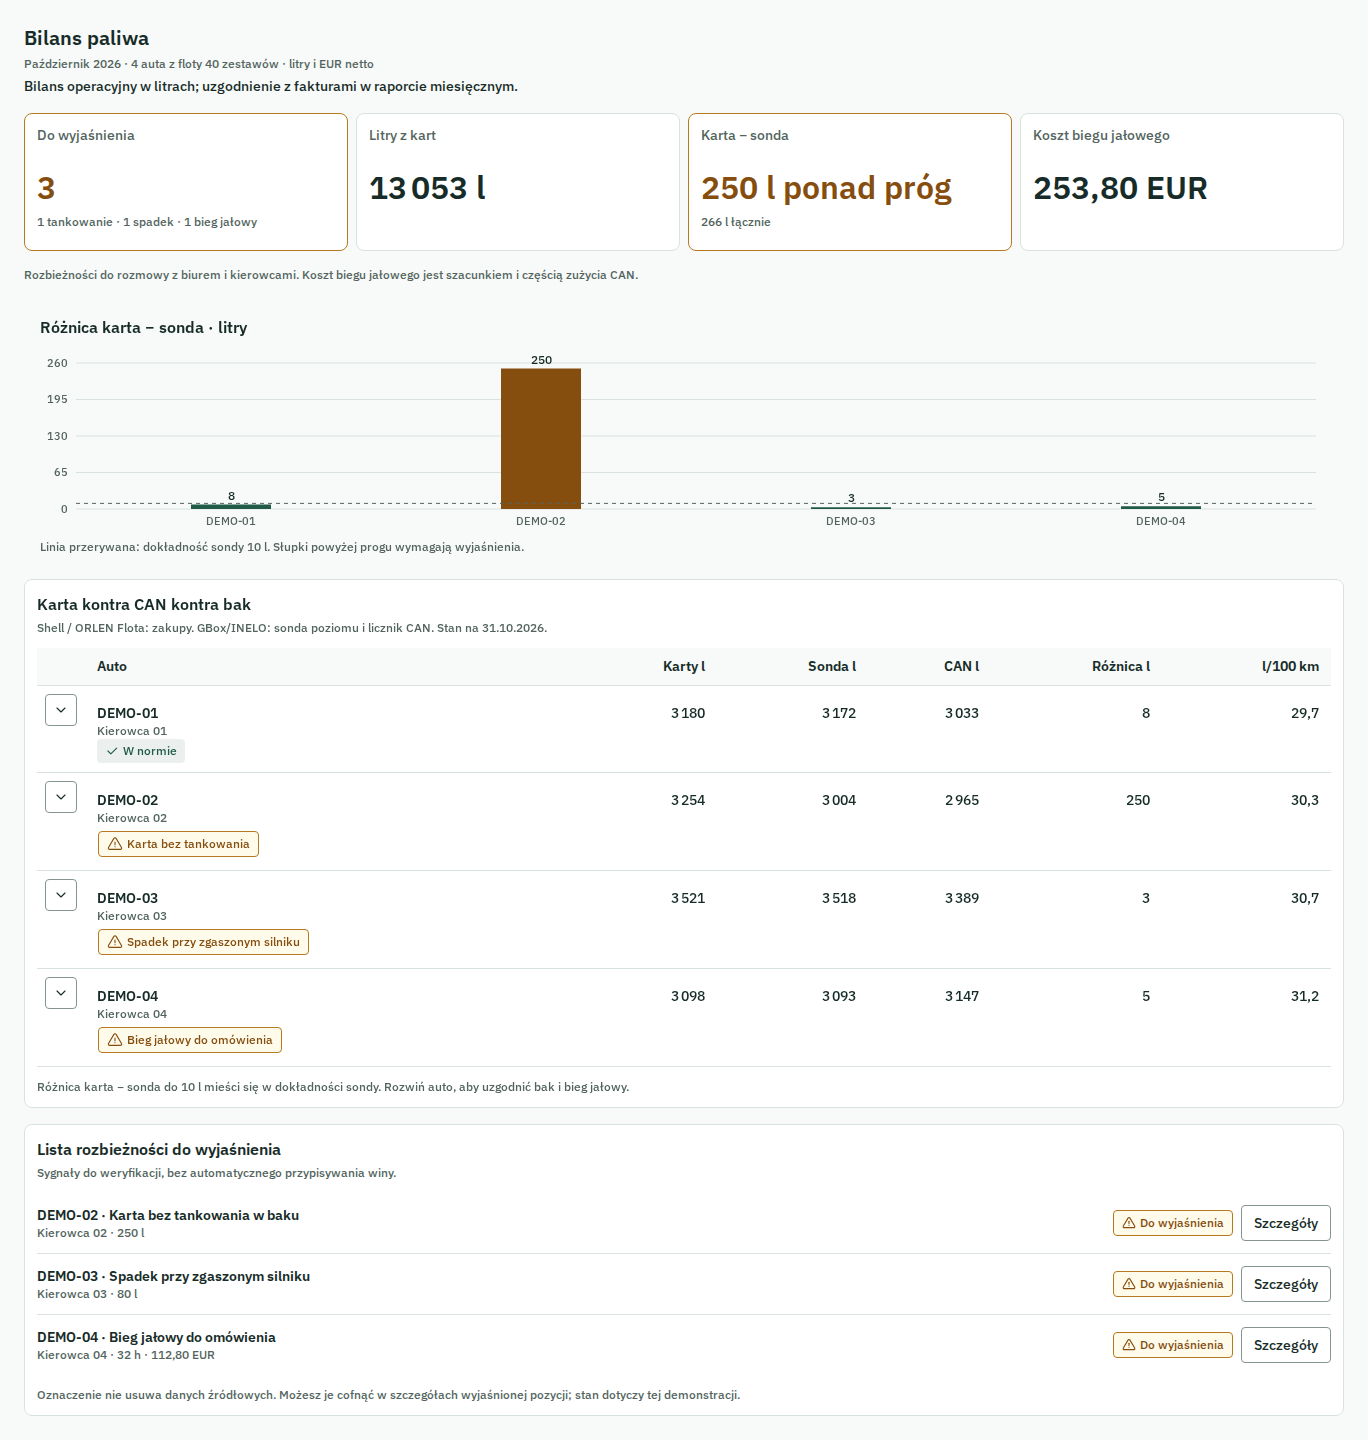 Bilans paliwa
Październik 2026 · 4 auta z floty 40 zestawów · litry i EUR netto
Bilans operacyjny w litrach; uzgodnienie z fakturami w raporcie miesięcznym.
Do wyjaśnienia
3
1 tankowanie · 1 spadek · 1 bieg jałowy
Litry z kart
13 053 l
Karta – sonda
250 l ponad próg
266 l łącznie
Koszt biegu jałowego
253,80 EUR
Rozbieżności do rozmowy z biurem i kierowcami. Koszt biegu jałowego jest szacunkiem i częścią zużycia CAN.
Różnica karta – sonda · litry
260
195
130
65
0
8
250
3
5
DEMO-01
DEMO-02
DEMO-03
DEMO-04
Linia przerywana: dokładność sondy 10 l. Słupki powyżej progu wymagają wyjaśnienia.
Karta kontra CAN kontra bak
Shell / ORLEN Flota: zakupy. GBox/INELO: sonda poziomu i licznik CAN. Stan na 31.10.2026.
Auto Karty l Sonda l CAN l Różnica l l/100 km
DEMO-01 3 180 3 172 3 033 8 29,7
Kierowca 01
W normie
DEMO-02 3 254 3 004 2 965 250 30,3
Kierowca 02
Karta bez tankowania
DEMO-03 3 521 3 518 3 389 3 30,7
Kierowca 03
Spadek przy zgaszonym silniku
DEMO-04 3 098 3 093 3 147 5 31,2
Kierowca 04
Bieg jałowy do omówienia
Różnica karta – sonda do 10 l mieści się w dokładności sondy. Rozwiń auto, aby uzgodnić bak i bieg jałowy.
Lista rozbieżności do wyjaśnienia
Sygnały do weryfikacji, bez automatycznego przypisywania winy.
DEMO-02 · Karta bez tankowania w baku
Kierowca 02 · 250 l
Do wyjaśnienia Szczegóły
DEMO-03 · Spadek przy zgaszonym silniku
Kierowca 03 · 80 l
Do wyjaśnienia Szczegóły
DEMO-04 · Bieg jałowy do omówienia
Kierowca 04 · 32 h · 112,80 EUR
Do wyjaśnienia Szczegóły
Oznaczenie nie usuwa danych źródłowych. Możesz je cofnąć w szczegółach wyjaśnionej pozycji; stan dotyczy tej demonstracji.